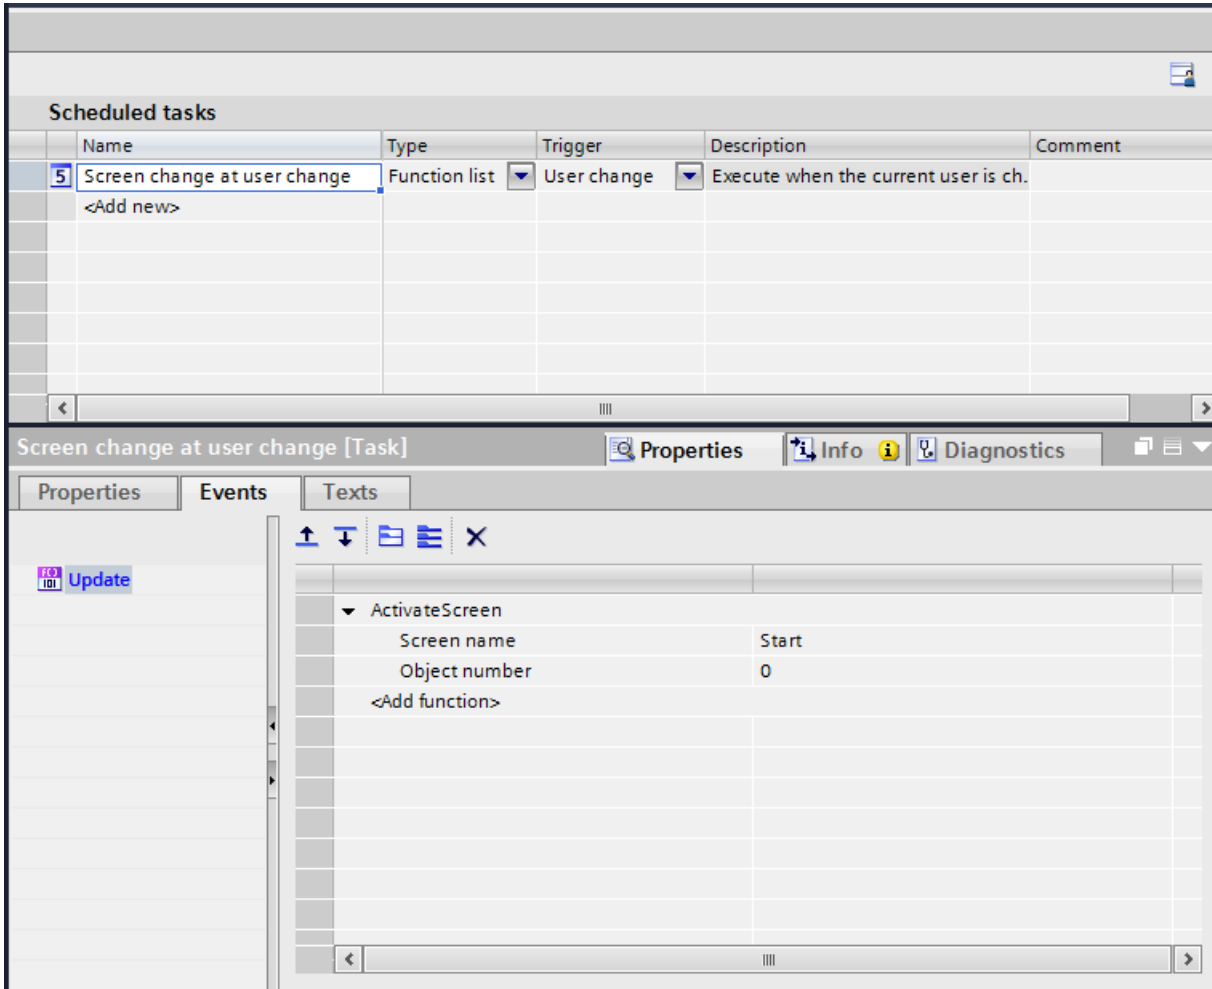 Scheduled tasks
Name Type Trigger Description Comment
5 Screen change at user change Function list User change Execute when the current user is ch.
<Add new>
Screen change at user change [Task] Properties Info Diagnostics
Properties Events Texts
Update
ActivateScreen
Screen name Start
Object number 0
<Add function>